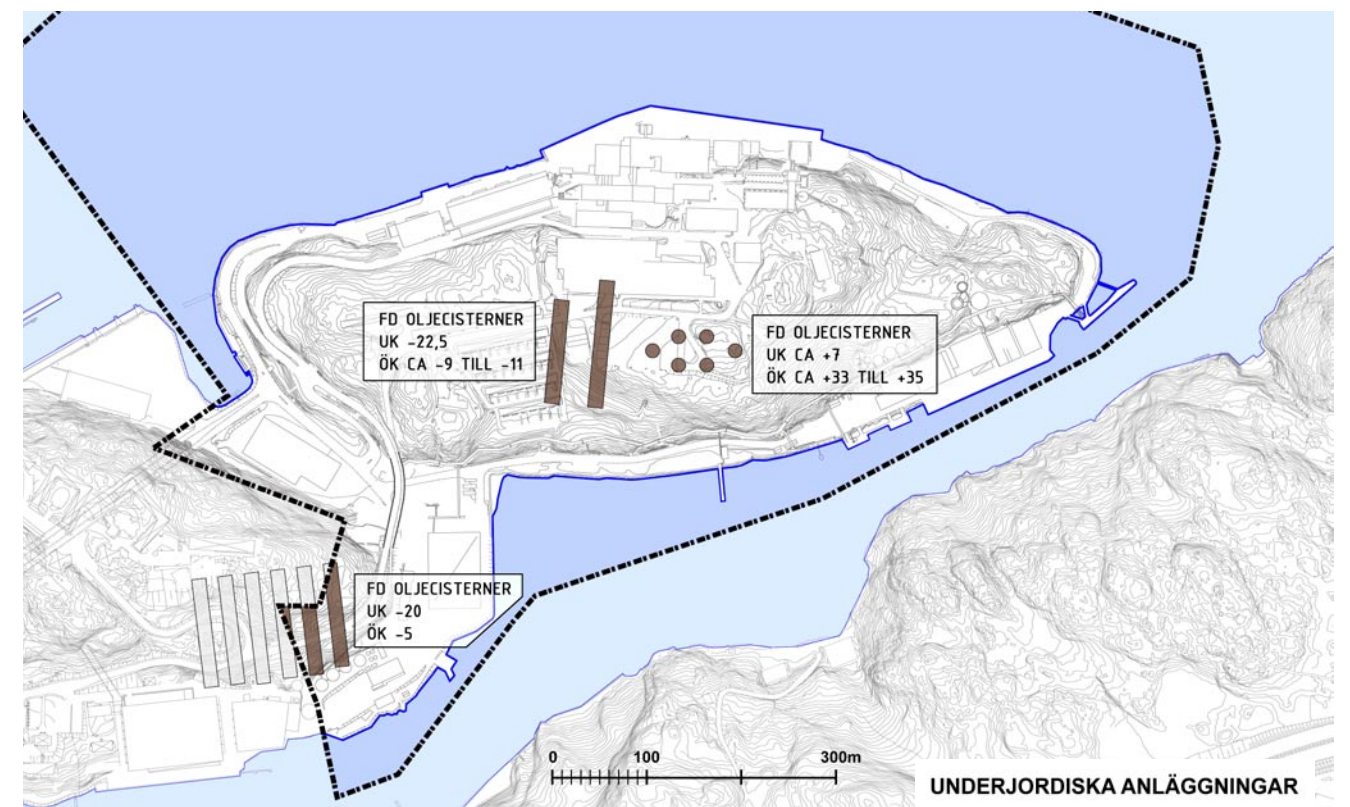 FD OLJECISTERNER
UK -22,5
ÖK CA -9 TILL -11
FD OLJECISTERNER
UK CA +7
ÖK CA +33 TILL +35
FD OLJECISTERNER
UK -20
ÖK -5
0 100 300m
UNDERJORDISKA ANLÄGGNINGAR